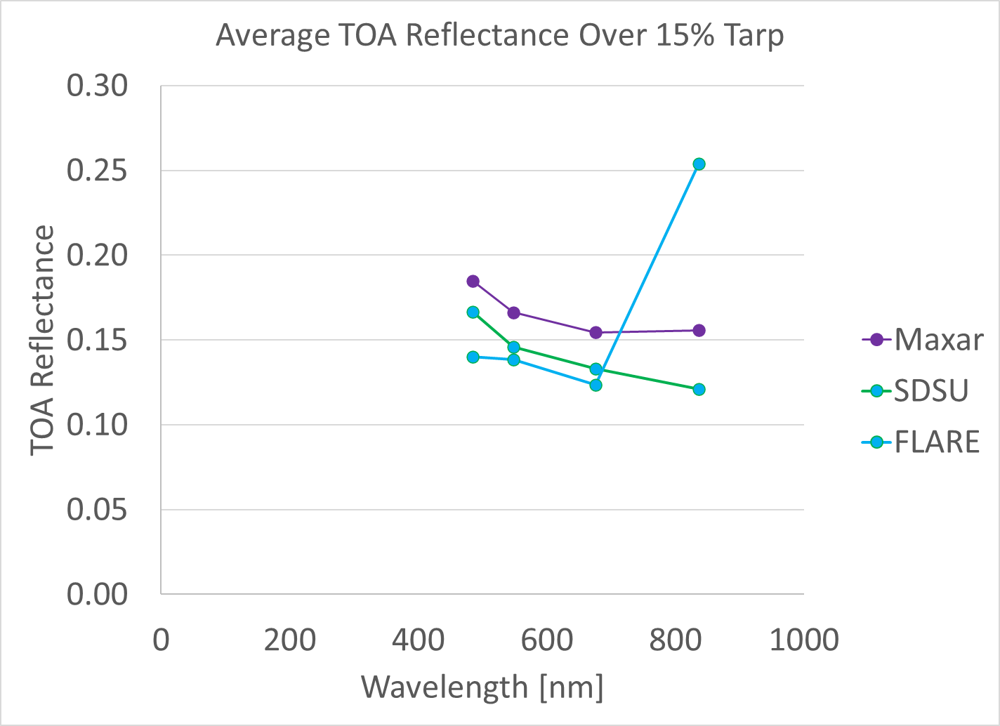 Average TOA Reflectance Over 15% Tarp
0.30
0.25
0.20
0.15
0.10
0.05
0.00
TOA Reflectance
0 200 400 600 800 1000
Wavelength [nm]
Maxar
SDSU
FLARE